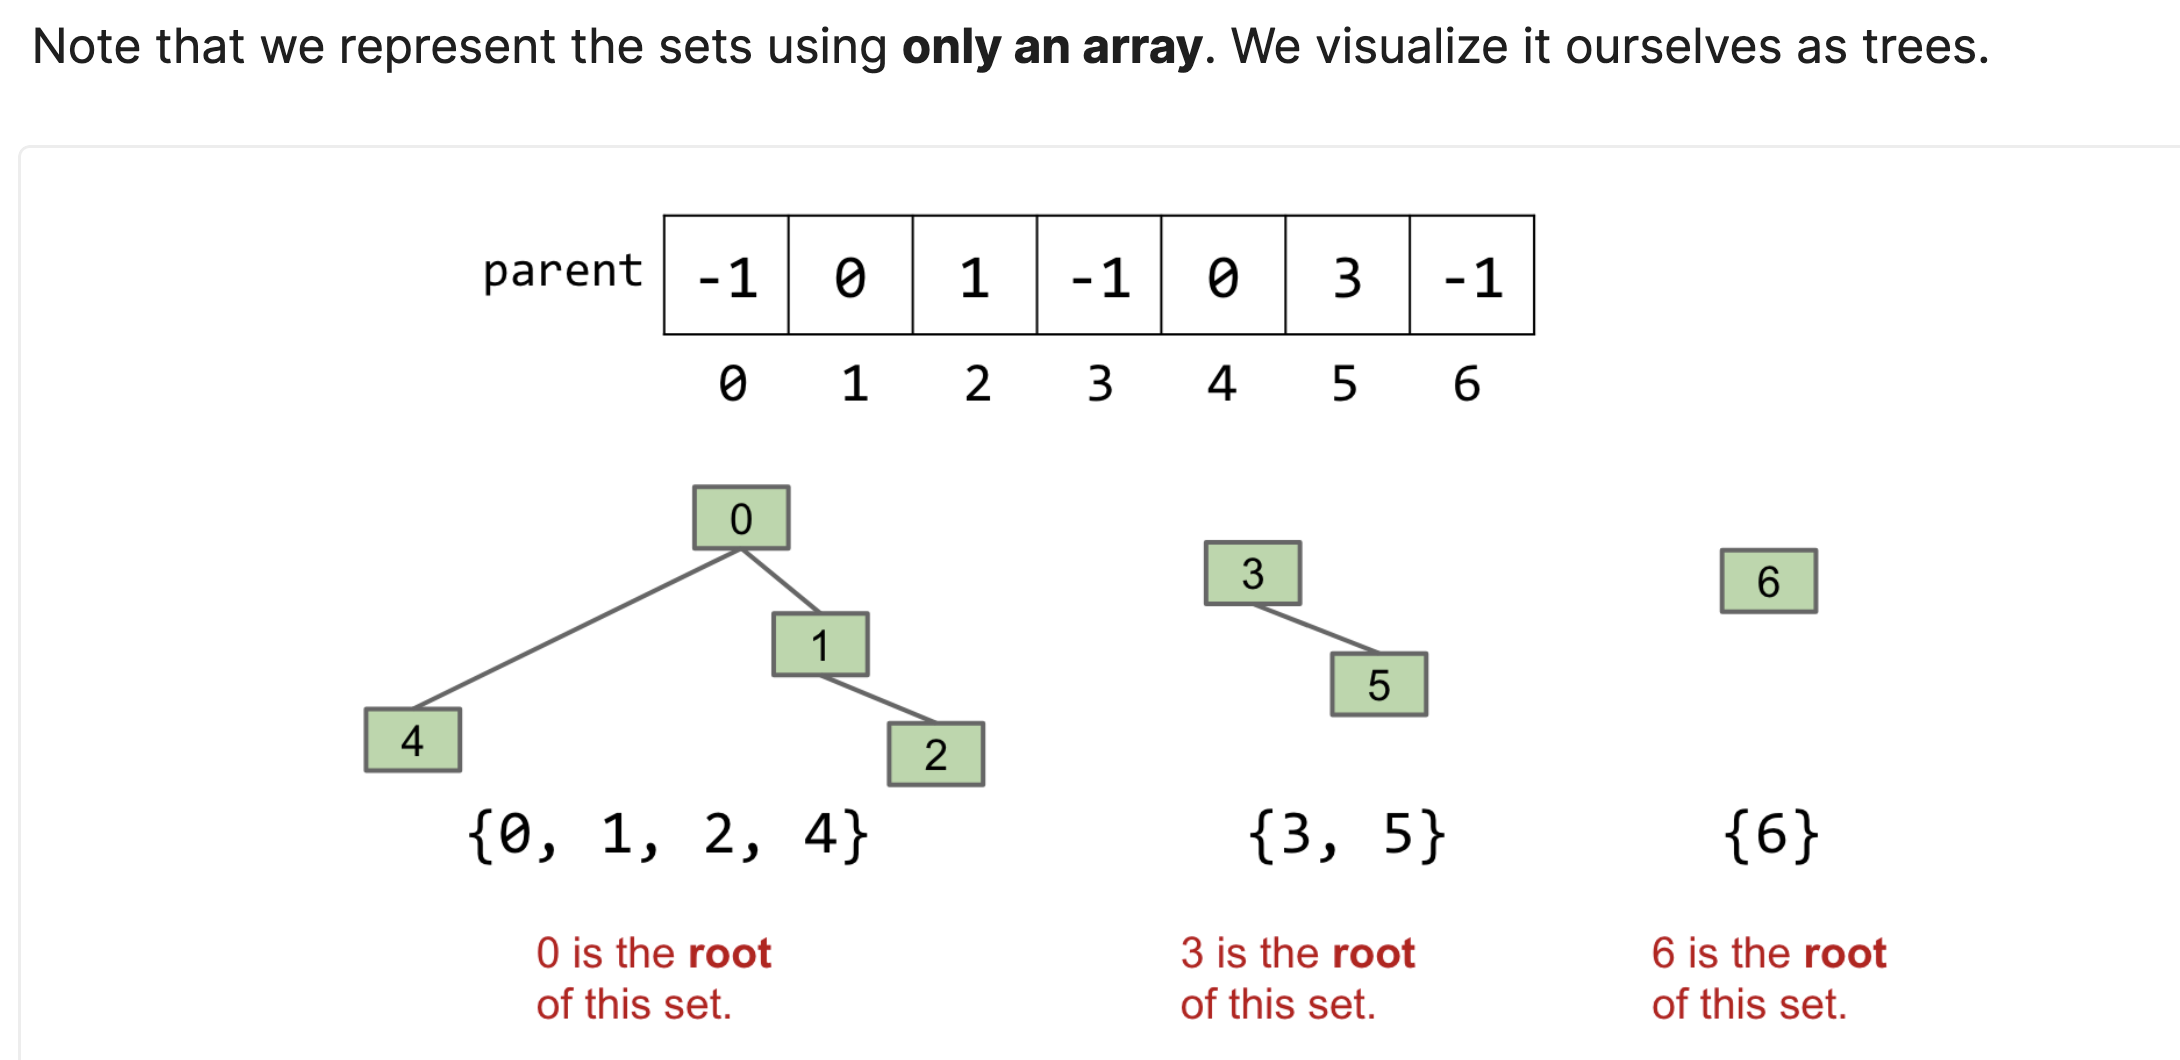 Note that we represent the sets using only an array. We visualize it ourselves as trees.
parent -1 0 1 -1 0 3 -1
0 1 2 3 4 5 6
0
3
6
1
5
4
2
{0, 1, 2, 4} {3, 5} {6}
0 is the root
of this set.
3 is the root
of this set.
6 is the root
of this set.